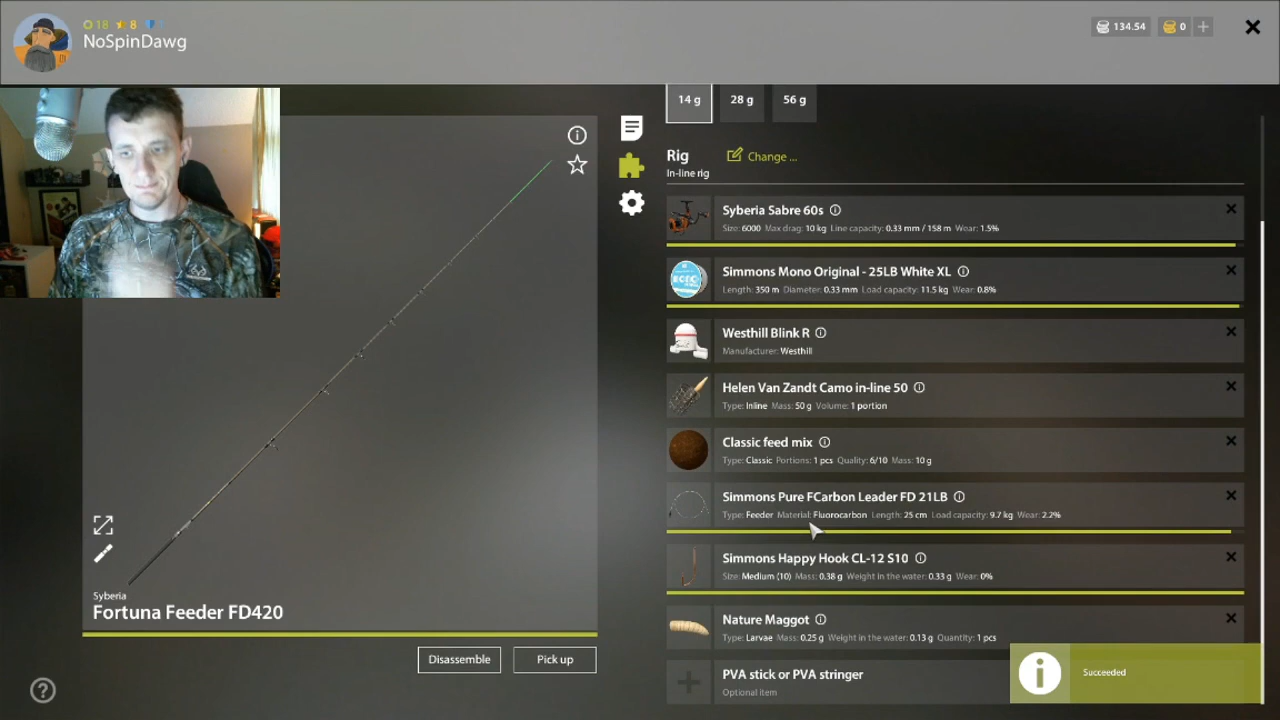 18 8
NoSpinDawg
134.54
0
14 g
28 g
56 g
Rig
Change ...
In-line rig
Syberia Sabre 60s
Size: 6000 Max drag: 10 kg Line capacity: 0.33 mm / 158 m Wear: 1.5%
Simmons Mono Original - 25LB White XL
Length: 350 m Diameter: 0.33 mm Load capacity: 11.5 kg Wear: 0.8%
Westhill Blink R
Manufacturer: Westhill
Helen Van Zandt Camo in-line 50
Type: Inline Mass: 50 g Volume: 1 portion
Classic feed mix
Type: Classic Portions: 1 pcs Quality: 6/10 Mass: 10 g
Simmons Pure FCarbon Leader FD 21LB
Type: Feeder Material: Fluorocarbon Length: 25 cm Load capacity: 9.7 kg Wear: 2.2%
Simmons Happy Hook CL-12 S10
Size: Medium (10) Mass: 0.38 g Weight in the water: 0.33 g Wear: 0%
Nature Maggot
Type: Larvae Mass: 0.25 g Weight in the water: 0.13 g Quantity: 1 pcs
PVA stick or PVA stringer
Optional item
Succeeded
Syberia
Fortuna Feeder FD420
Disassemble
Pick up